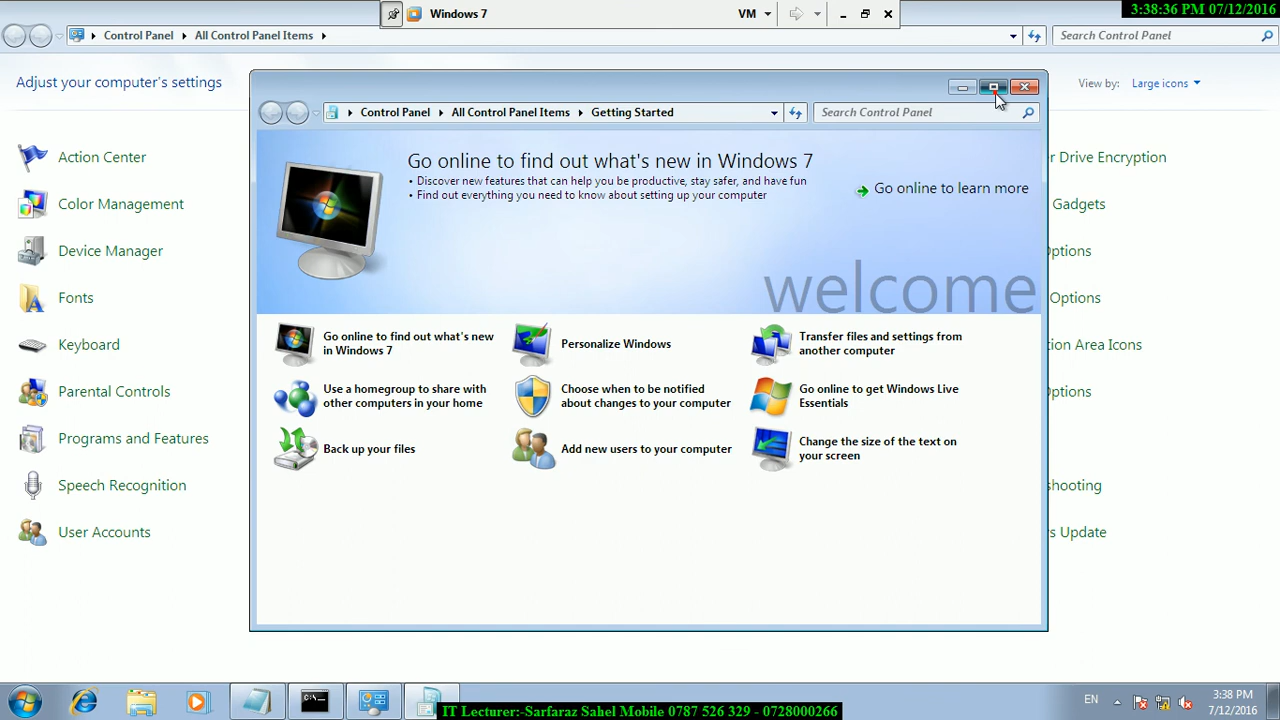 Windows 7
VM
3:38:36 PM 07/12/2016
Control Panel
All Control Panel Items
Search Control Panel
Adjust your computer's settings
View by:
Large icons
Action Center
Color Management
Device Manager
Fonts
Keyboard
Parental Controls
Programs and Features
Speech Recognition
User Accounts
Control Panel
All Control Panel Items
Getting Started
Search Control Panel
Go online to find out what's new in Windows 7
• Discover new features that can help you be productive, stay safer, and have fun
• Find out everything you need to know about setting up your computer
Go online to learn more
welcome
Go online to find out what's new
in Windows 7
Personalize Windows
Transfer files and settings from
another computer
Use a homegroup to share with
other computers in your home
Choose when to be notified
about changes to your computer
Go online to get Windows Live
Essentials
Back up your files
Add new users to your computer
Change the size of the text on
your screen
r Drive Encryption
Gadgets
Options
Options
tion Area Icons
Options
shooting
s Update
C:\
IT Lecturer:-Sarfaraz Sahel Mobile 0787 526 329 - 0728000266
EN
3:38 PM
7/12/2016